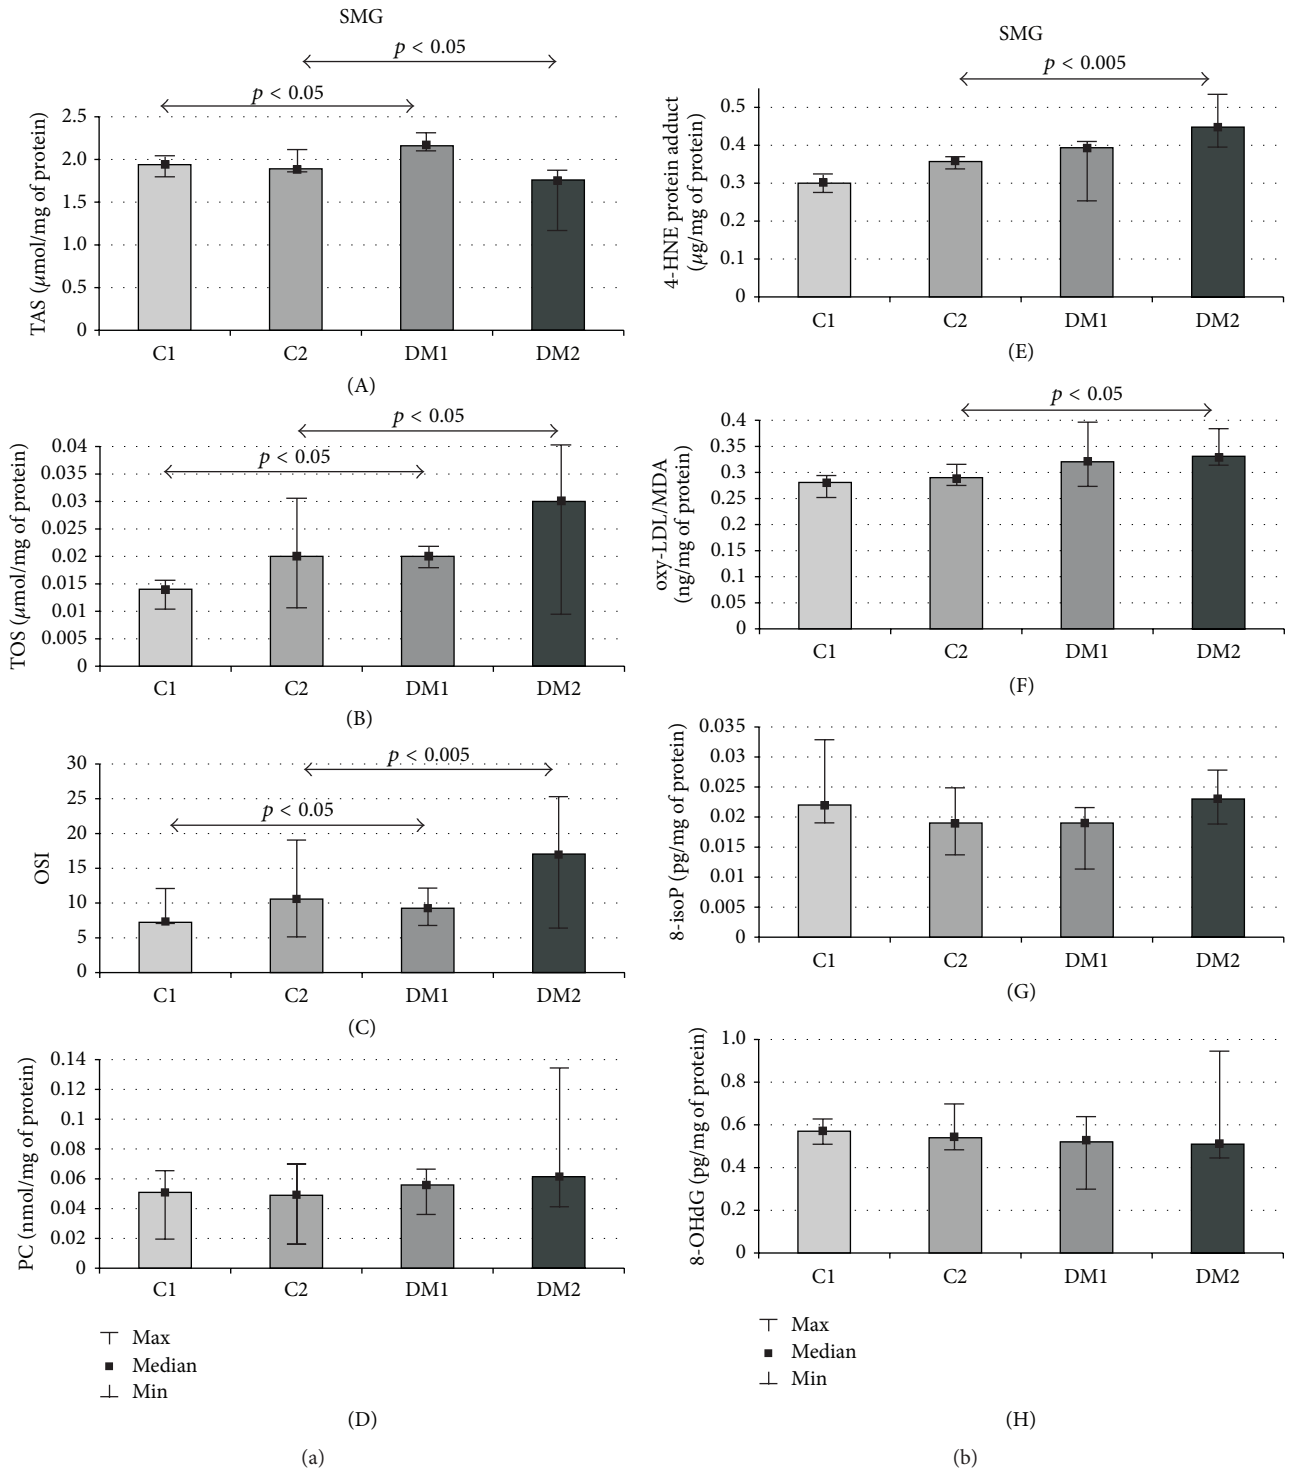 SMG
p < 0.05
p < 0.05
TAS (μmol/mg of protein)
2.5
2.0
1.5
1.0
0.5
0
C1 C2 DM1 DM2
(A)
p < 0.05
p < 0.05
TOS (μmol/mg of protein)
0.04
0.035
0.03
0.025
0.02
0.015
0.01
0.005
0
C1 C2 DM1 DM2
(B)
p < 0.005
p < 0.05
OSI
30
25
20
15
10
5
0
C1 C2 DM1 DM2
(C)
PC (nmol/mg of protein)
0.14
0.12
0.1
0.08
0.06
0.04
0.02
0
C1 C2 DM1 DM2
Max
Median
Min
(D)
(a)
SMG
p < 0.005
4-HNE protein adduct
(μg/mg of protein)
0.5
0.4
0.3
0.2
0.1
0
C1 C2 DM1 DM2
(E)
p < 0.05
oxy-LDL/MDA
(ng/mg of protein)
0.4
0.35
0.3
0.25
0.2
0.15
0.1
0.05
0
C1 C2 DM1 DM2
(F)
8-isoP (pg/mg of protein)
0.035
0.03
0.025
0.02
0.015
0.01
0.005
0
C1 C2 DM1 DM2
(G)
8-OHdG (pg/mg of protein)
1.0
0.8
0.6
0.4
0.2
0
C1 C2 DM1 DM2
Max
Median
Min
(H)
(b)